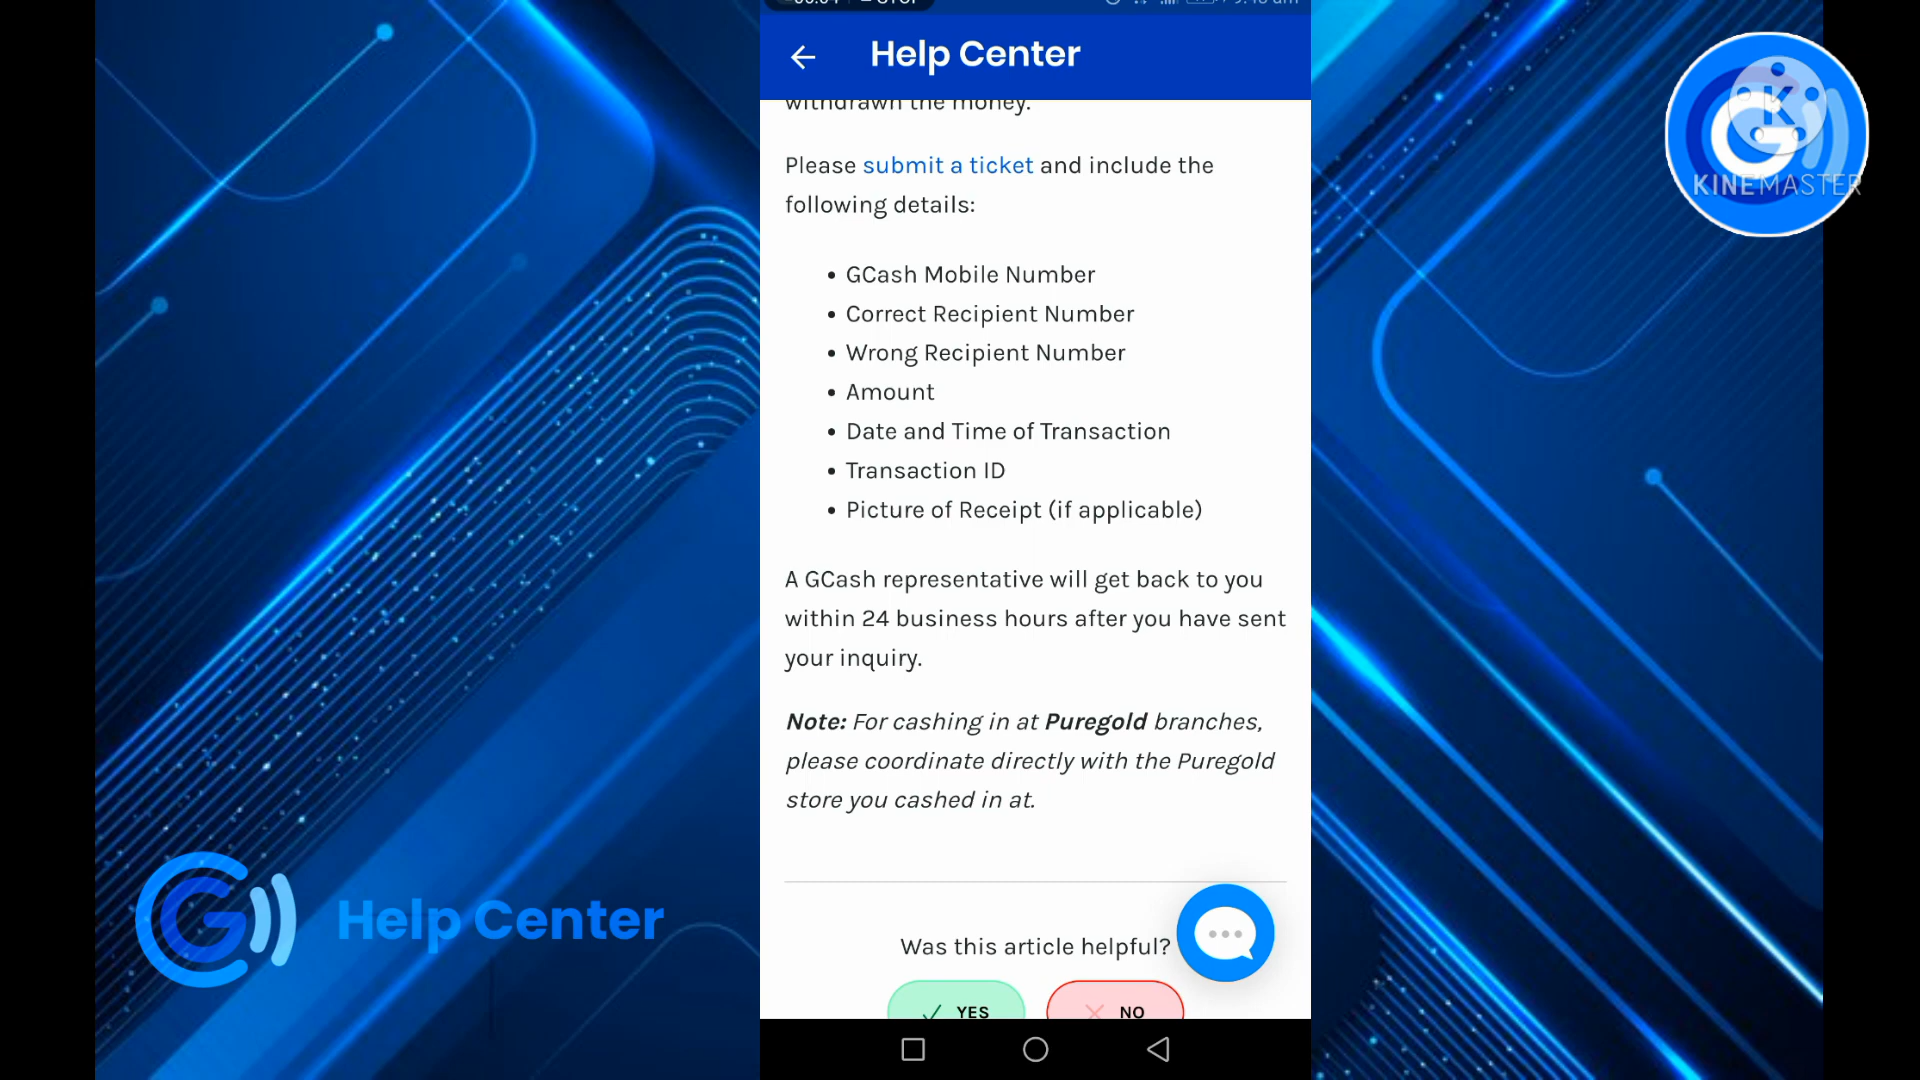 Help Center
withdrawn the money.
Please submit a ticket and include the
following details:
• GCash Mobile Number
• Correct Recipient Number
• Wrong Recipient Number
• Amount
• Date and Time of Transaction
• Transaction ID
• Picture of Receipt (if applicable)
A GCash representative will get back to you
within 24 business hours after you have sent
your inquiry.
Note: For cashing in at Puregold branches,
please coordinate directly with the Puregold
store you cashed in at.
Was this article helpful?
YES
NO
Help Center
K
KINEMASTER